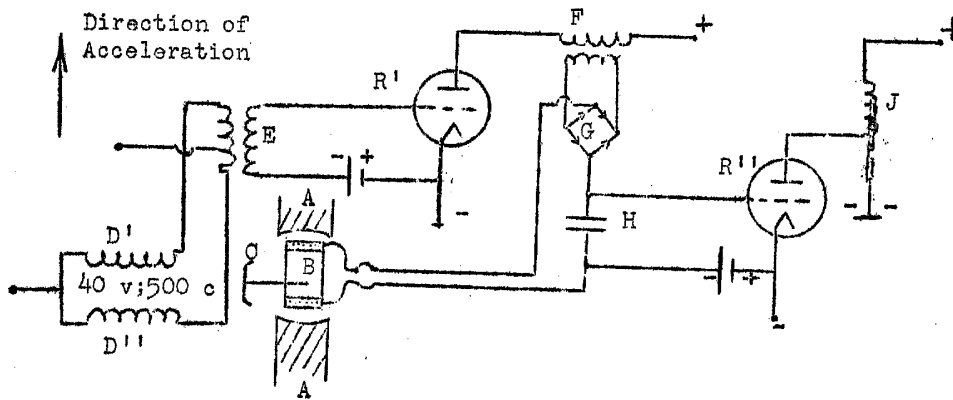 Direction of
Acceleration
F
+
+
R'
J
E
G
- +
R''
A
-
- -
H
D'
C
B
40 v;500 c
- +
D''
-
A